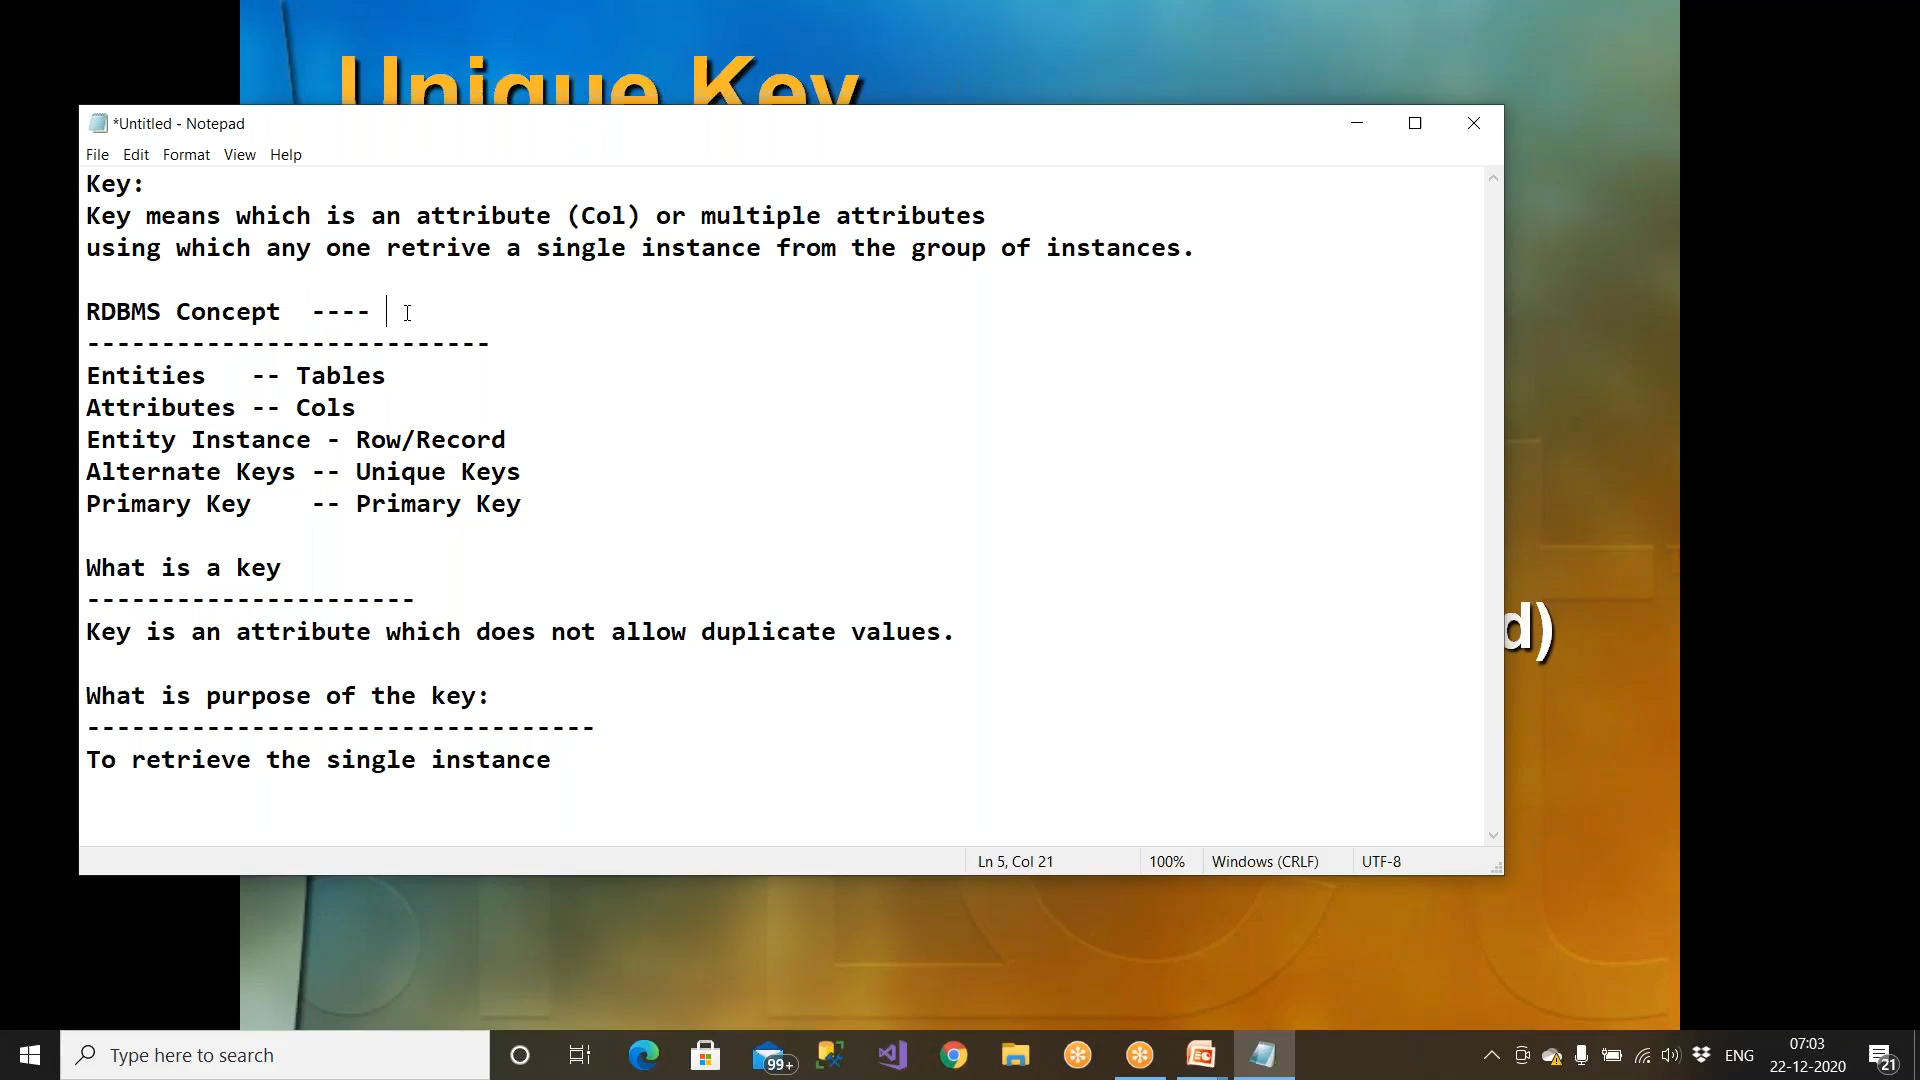 Unique Key
*Untitled - Notepad
File Edit Format View Help
Key:
Key means which is an attribute (Col) or multiple attributes
using which any one retrive a single instance from the group of instances.
RDBMS Concept  ----
---------------------------
Entities   -- Tables
Attributes -- Cols
Entity Instance - Row/Record
Alternate Keys -- Unique Keys
Primary Key    -- Primary Key
What is a key
----------------------
Key is an attribute which does not allow duplicate values.
d)
What is purpose of the key:
----------------------------------
To retrieve the single instance
Ln 5, Col 21 100% Windows (CRLF) UTF-8
Type here to search 99+ ENG 07:03
22-12-2020 21